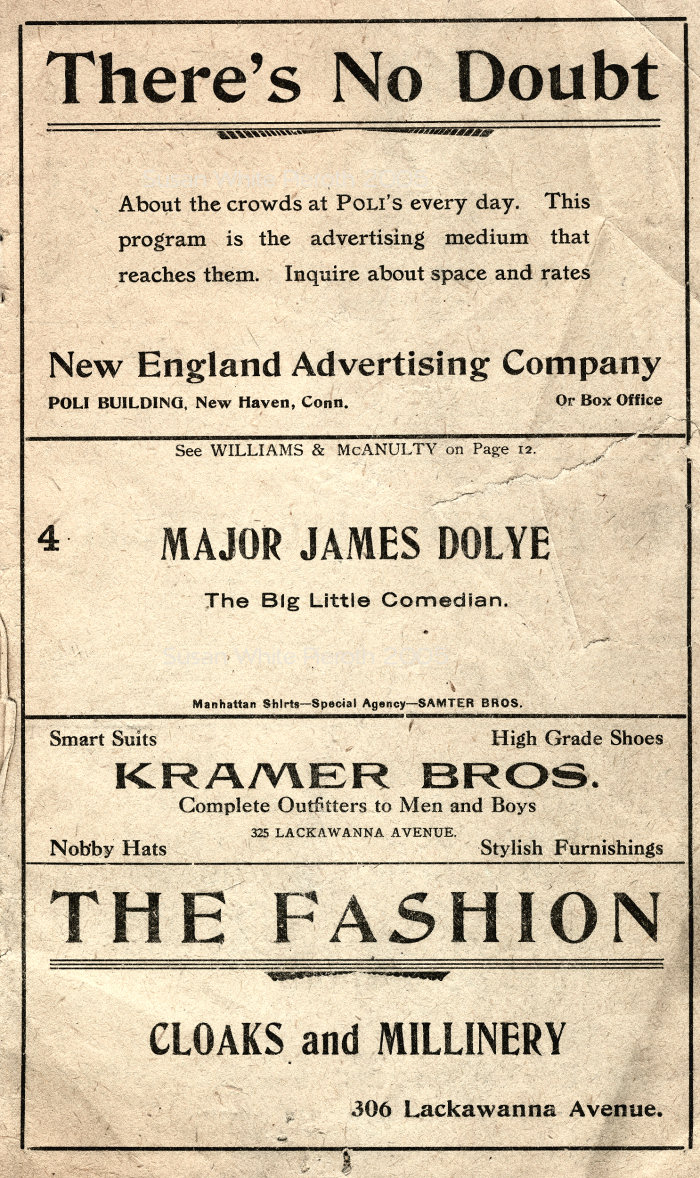 There's No Doubt
About the crowds at POLI's every day. This
program is the advertising medium that
reaches them. Inquire about space and rates
New England Advertising Company
POLI BUILDING, New Haven, Conn. Or Box Office
See WILLIAMS & McANULTY on Page 12.
4 MAJOR JAMES DOLYE
The Big Little Comedian.
Manhattan Shirts—Special Agency—SAMTER BROS.
Smart Suits High Grade Shoes
KRAMER BROS.
Complete Outfitters to Men and Boys
325 LACKAWANNA AVENUE.
Nobby Hats Stylish Furnishings
THE FASHION
CLOAKS and MILLINERY
306 Lackawanna Avenue.